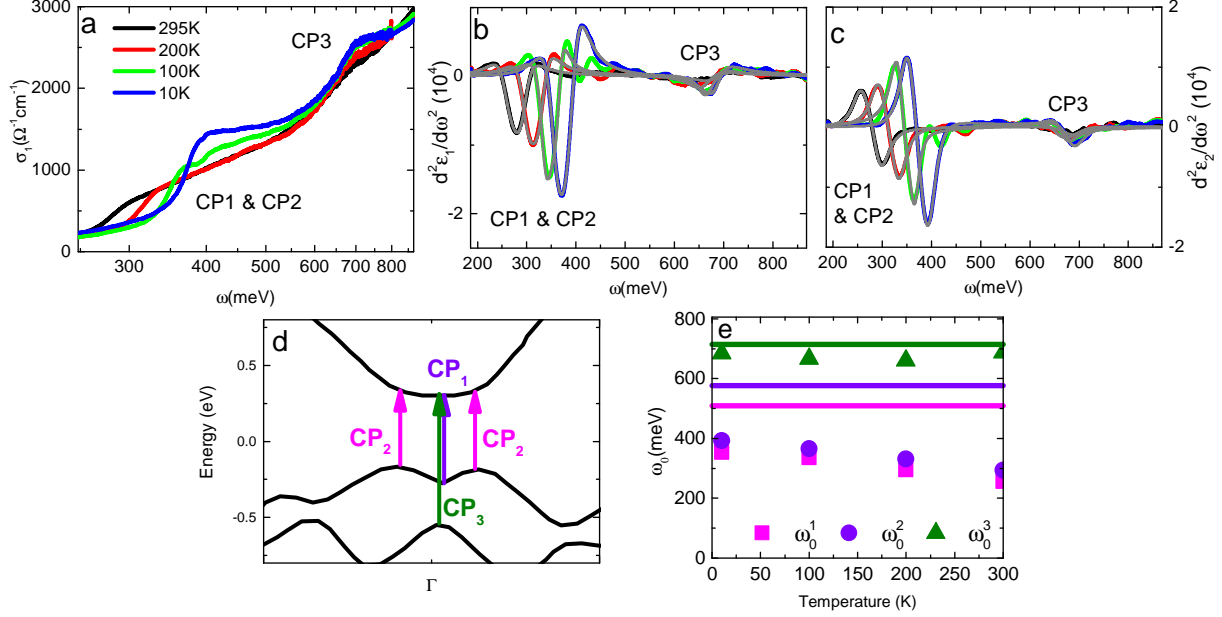 a
295K
200K
100K
10K
CP3
CP1 & CP2
σ₁(Ω⁻¹cm⁻¹)
3000
2000
1000
0
300 400 500 600 700 800
ω(meV)
b
CP3
CP1 & CP2
d²ε₁/dω² (10⁴)
0
-2
200 300 400 500 600 700 800
ω(meV)
c
CP3
CP1
& CP2
d²ε₂/dω² (10⁴)
2
0
-2
200 300 400 500 600 700 800
ω(meV)
d
CP₁
CP₂
CP₂
CP₃
Energy (eV)
0.5
0.0
-0.5
Γ
e
ω₀(meV)
800
600
400
200
0
ω₀¹ ω₀² ω₀³
0 50 100 150 200 250 300
Temperature (K)